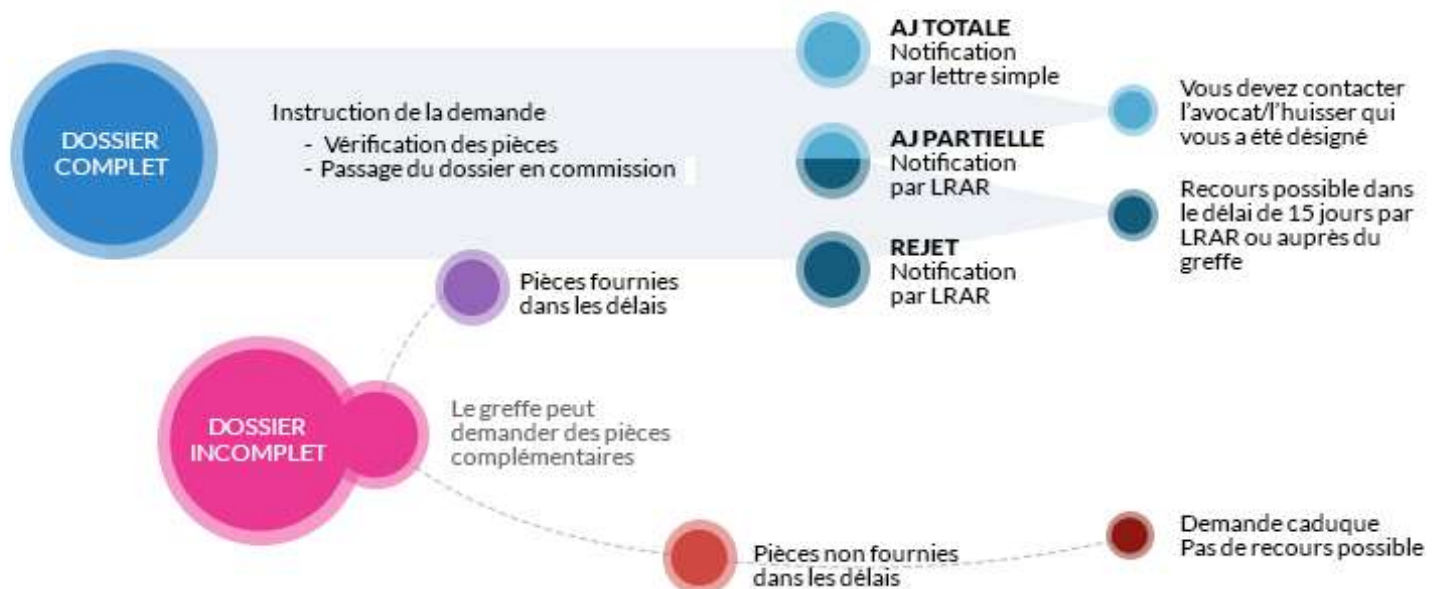 DOSSIER
COMPLET
Instruction de la demande
- Vérification des pièces
- Passage du dossier en commission
AJ TOTALE
Notification
par lettre simple
AJ PARTIELLE
Notification
par LRAR
REJET
Notification
par LRAR
Vous devez contacter
l'avocat/l'huisser qui
vous a été désigné
Recours possible dans
le délai de 15 jours par
LRAR ou auprès du
greffe
Pièces fournies
dans les délais
DOSSIER
INCOMPLET
Le greffe peut
demander des pièces
complémentaires
Pièces non fournies
dans les délais
Demande caduque
Pas de recours possible